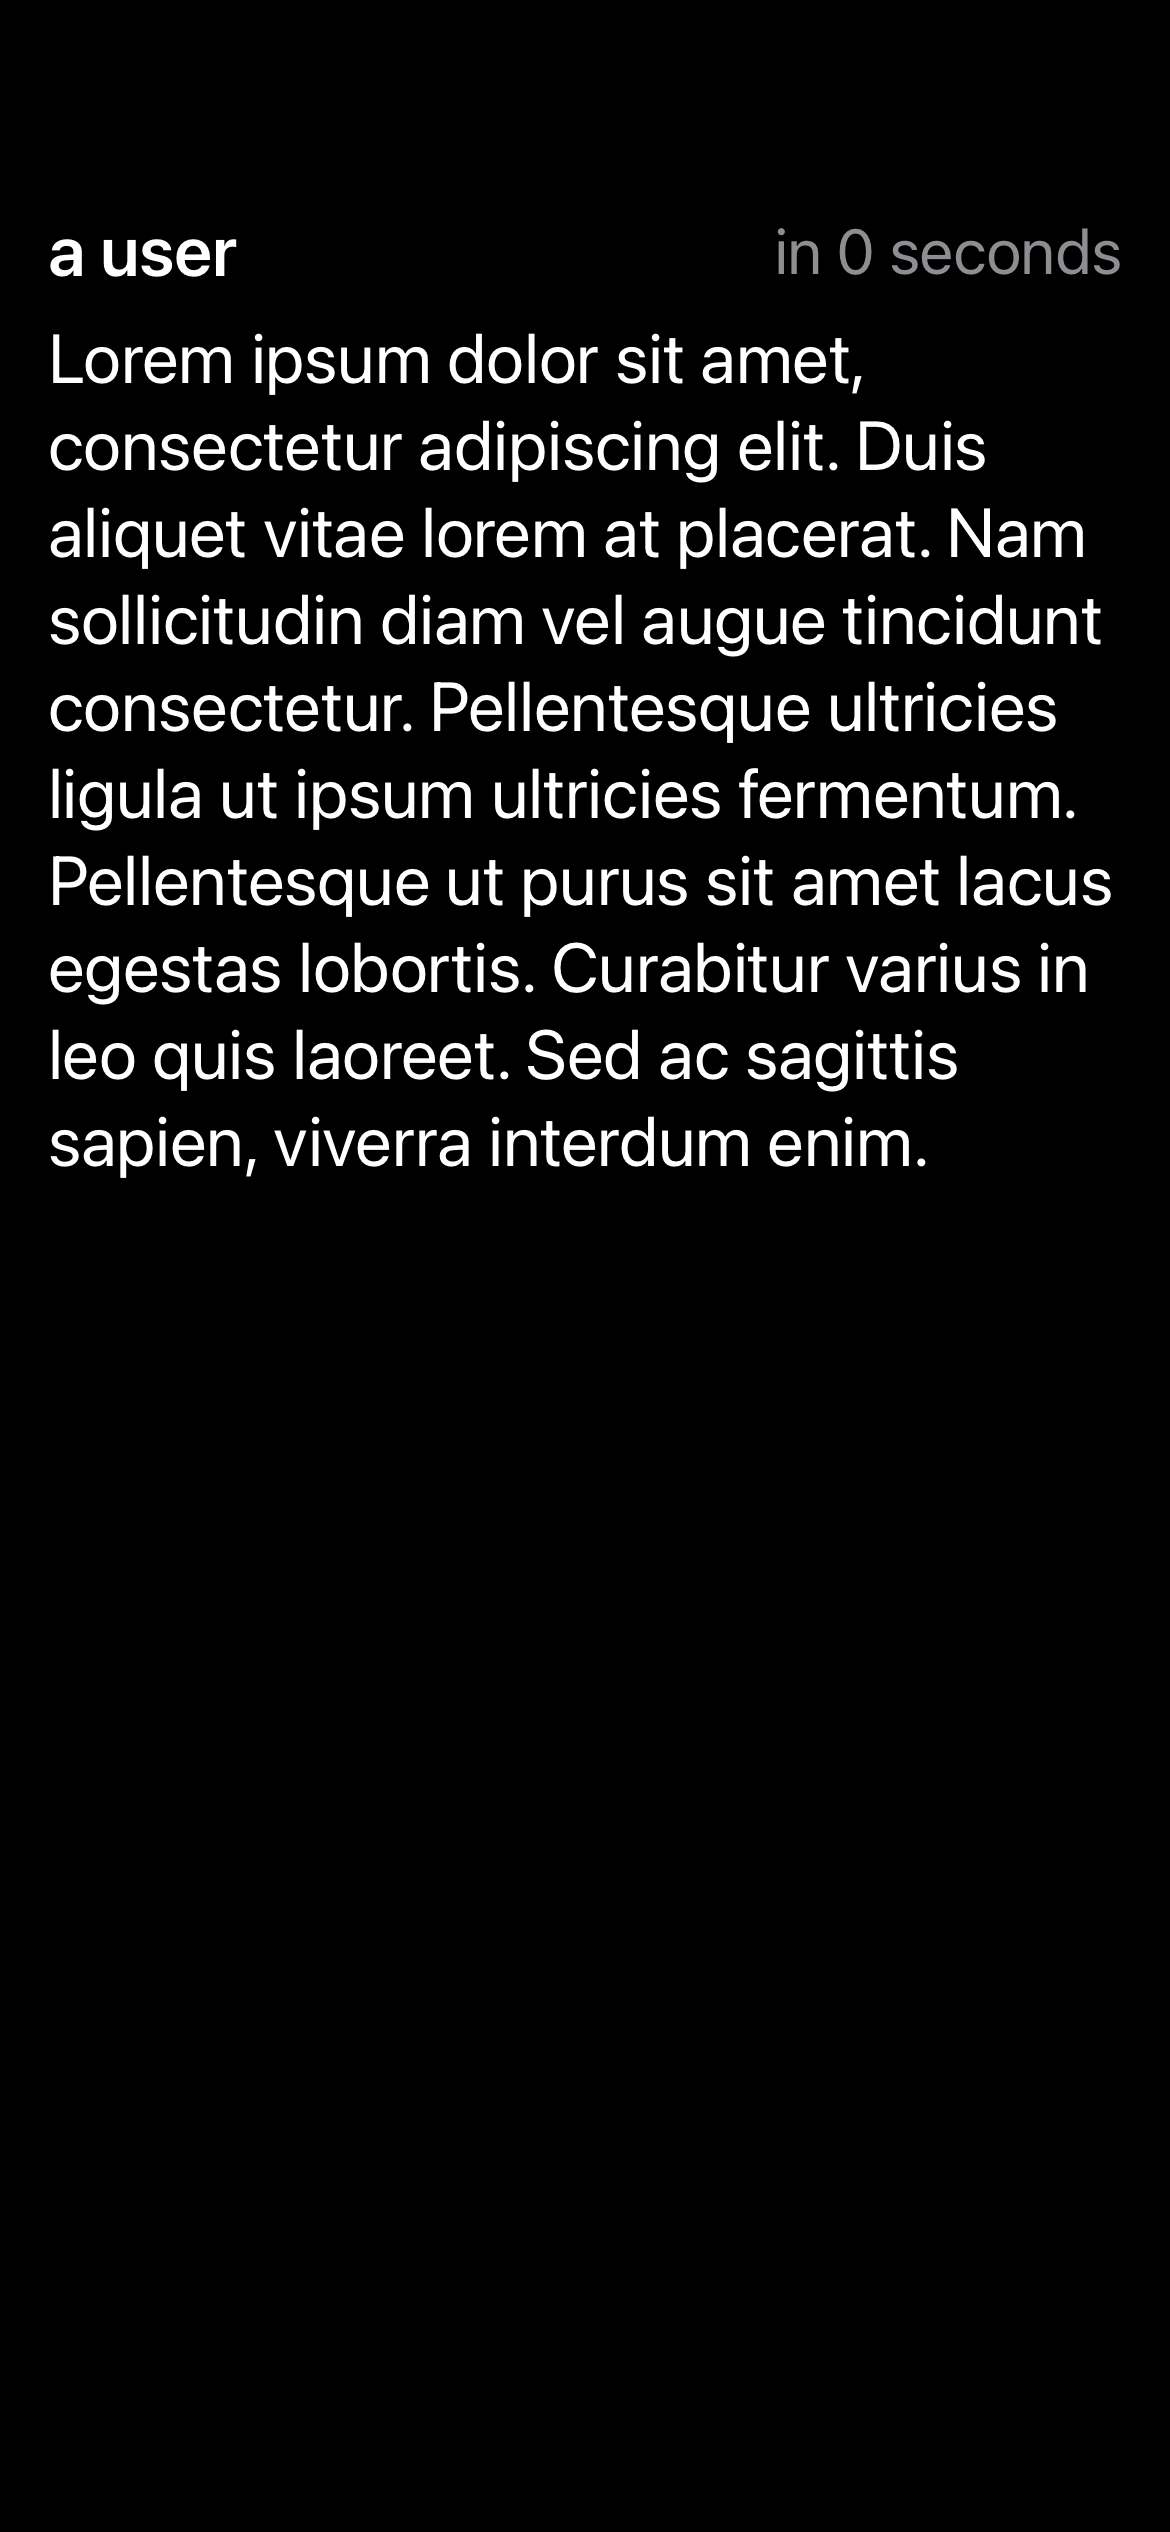 a user in 0 seconds
Lorem ipsum dolor sit amet,
consectetur adipiscing elit. Duis
aliquet vitae lorem at placerat. Nam
sollicitudin diam vel augue tincidunt
consectetur. Pellentesque ultricies
ligula ut ipsum ultricies fermentum.
Pellentesque ut purus sit amet lacus
egestas lobortis. Curabitur varius in
leo quis laoreet. Sed ac sagittis
sapien, viverra interdum enim.